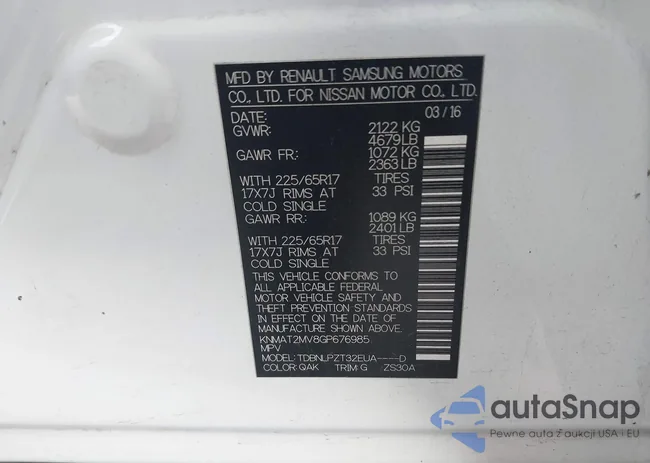 MFD BY RENAULT SAMSUNG MOTORS
CO., LTD. FOR NISSAN MOTOR CO., LTD.
DATE: 03/16
GVWR: 2122 KG
4679 LB
GAWR FR: 1072 KG
2363 LB
WITH 225/65R17 TIRES
17X7J RIMS AT 33 PSI
COLD SINGLE
GAWR RR: 1089 KG
2401 LB
WITH 225/65R17 TIRES
17X7J RIMS AT 33 PSI
COLD SINGLE
THIS VEHICLE CONFORMS TO
ALL APPLICABLE FEDERAL
MOTOR VEHICLE SAFETY AND
THEFT PREVENTION STANDARDS
IN EFFECT ON THE DATE OF
MANUFACTURE SHOWN ABOVE.
KNMAT2MV8GP676985
MPV
MODEL: TDBNLPZT32EUA----D
COLOR: QAK TRIM: G ZS30A
autaSnap
Pewne auta z aukcji USA i EU